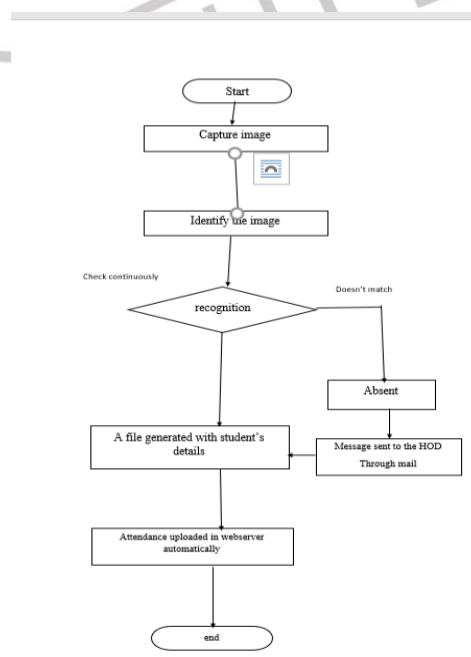 Start
Capture image
Identify the image
Check continuously
Doesn't match
recognition
Absent
A file generated with student's
details
Message sent to the HOD
Through mail
Attendance uploaded in webserver
automatically
end